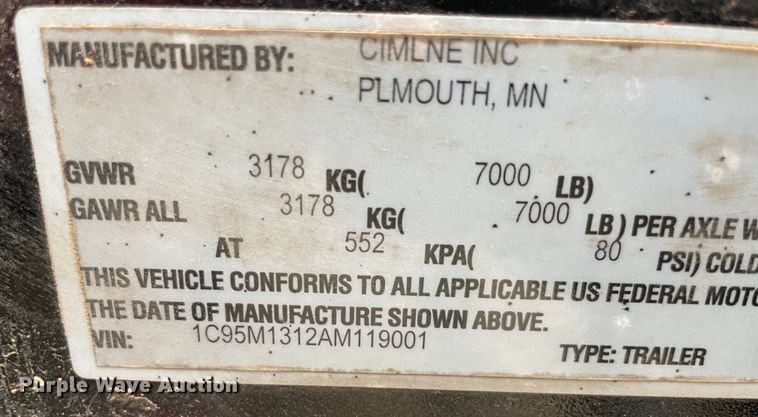 MANUFACTURED BY: CIMLNE INC
PLMOUTH, MN
GVWR 3178 KG( 7000 LB)
GAWR ALL 3178 KG( 7000 LB) PER AXLE W
AT 552 KPA( 80 PSI) COLD
THIS VEHICLE CONFORMS TO ALL APPLICABLE US FEDERAL MOTO
THE DATE OF MANUFACTURE SHOWN ABOVE.
VIN: 1C95M1312AM119001 TYPE: TRAILER
Purple Wave Auction